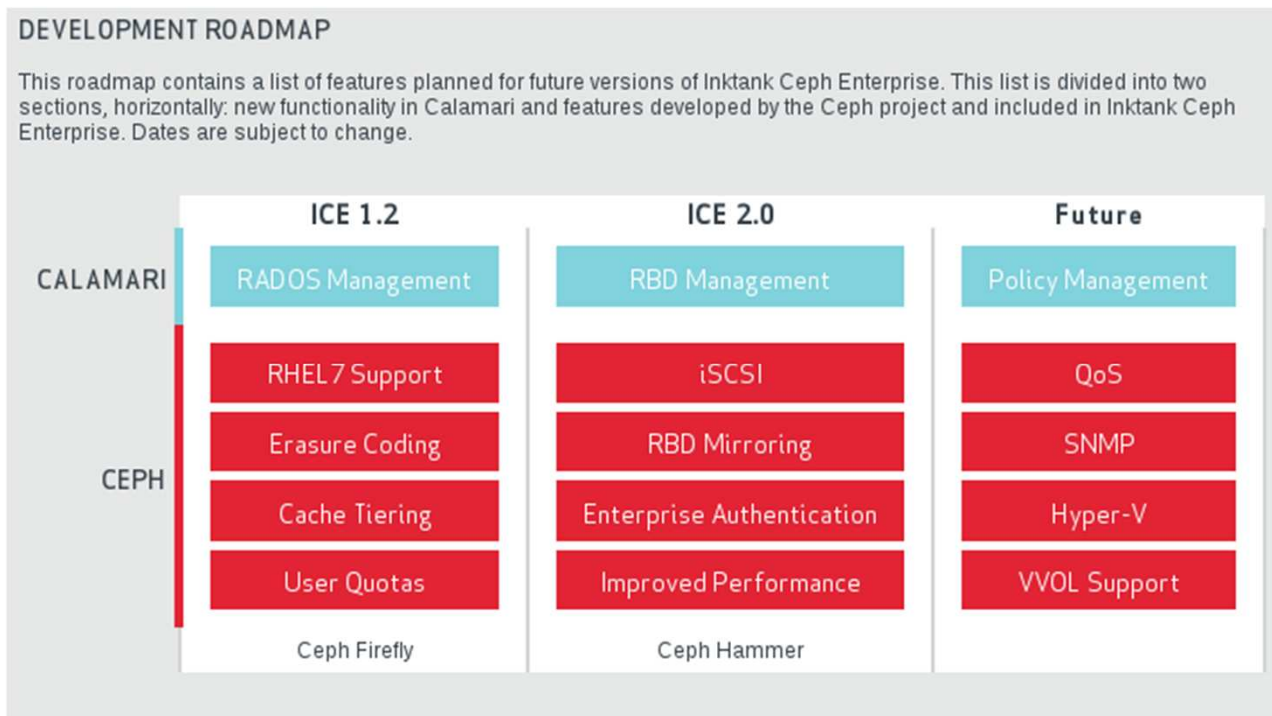 DEVELOPMENT ROADMAP
This roadmap contains a list of features planned for future versions of Inktank Ceph Enterprise. This list is divided into two
sections, horizontally: new functionality in Calamari and features developed by the Ceph project and included in Inktank Ceph
Enterprise. Dates are subject to change.
ICE 1.2 ICE 2.0 Future
CALAMARI RADOS Management RBD Management Policy Management
RHEL7 Support iSCSI QoS
Erasure Coding RBD Mirroring SNMP
CEPH
Cache Tiering Enterprise Authentication Hyper-V
User Quotas Improved Performance VVOL Support
Ceph Firefly Ceph Hammer